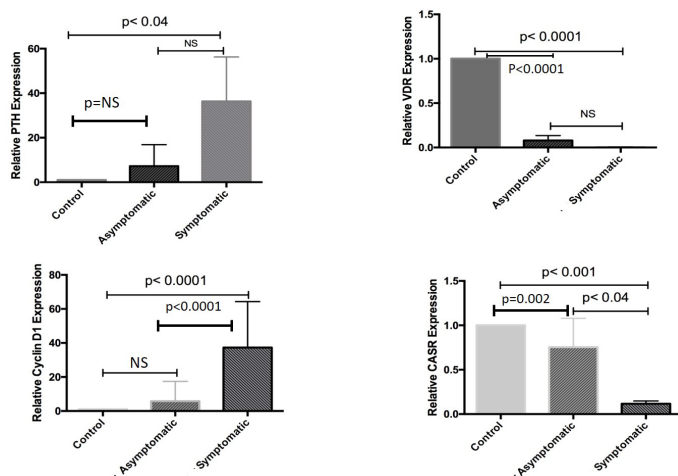 p< 0.04
NS
p=NS
Relative PTH Expression
60
40
20
0
Control
Asymptomatic
Symptomatic
p< 0.0001
P<0.0001
NS
Relative VDR Expression
1.5
1.0
0.5
0.0
Control
Asymptomatic
Symptomatic
p< 0.0001
p<0.0001
NS
Relative Cyclin D1 Expression
80
60
40
20
0
Control
Asymptomatic
Symptomatic
p< 0.001
p=0.002
p< 0.04
Relative CASR Expression
1.5
1.0
0.5
0.0
Control
Asymptomatic
Symptomatic